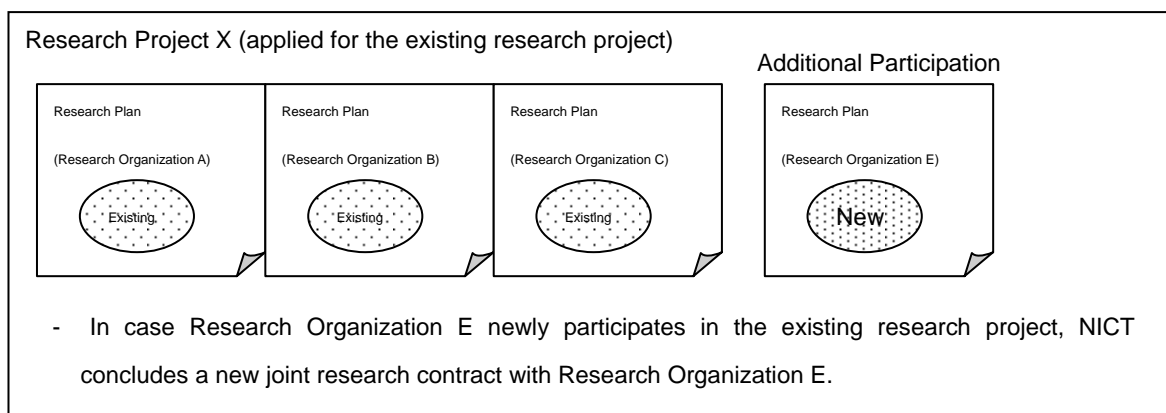 Research Project X (applied for the existing research project)
Additional Participation
Research Plan
(Research Organization A)
Existing
Research Plan
(Research Organization B)
Existing
Research Plan
(Research Organization C)
Existing
Research Plan
(Research Organization E)
New
- In case Research Organization E newly participates in the existing research project, NICT
concludes a new joint research contract with Research Organization E.